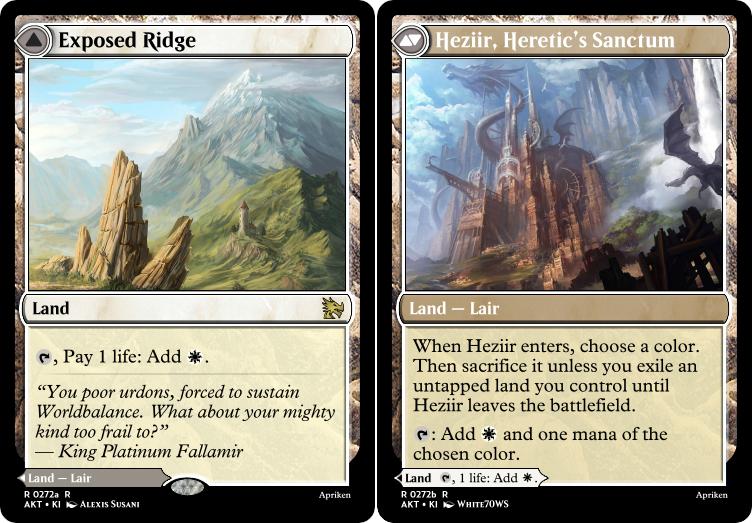 Exposed Ridge
Land
, Pay 1 life: Add .
“You poor urdons, forced to sustain
Worldbalance. What about your mighty
kind too frail to?”
— King Platinum Fallamir
Land — Lair
R 0272a R
AKT • KI Alexis Susani
Apriken
Heziir, Heretic’s Sanctum
Land — Lair
When Heziir enters, choose a color.
Then sacrifice it unless you exile an
untapped land you control until
Heziir leaves the battlefield.
: Add and one mana of the
chosen color.
Land , 1 life: Add .
R 0272b R
AKT • KI White70WS
Apriken